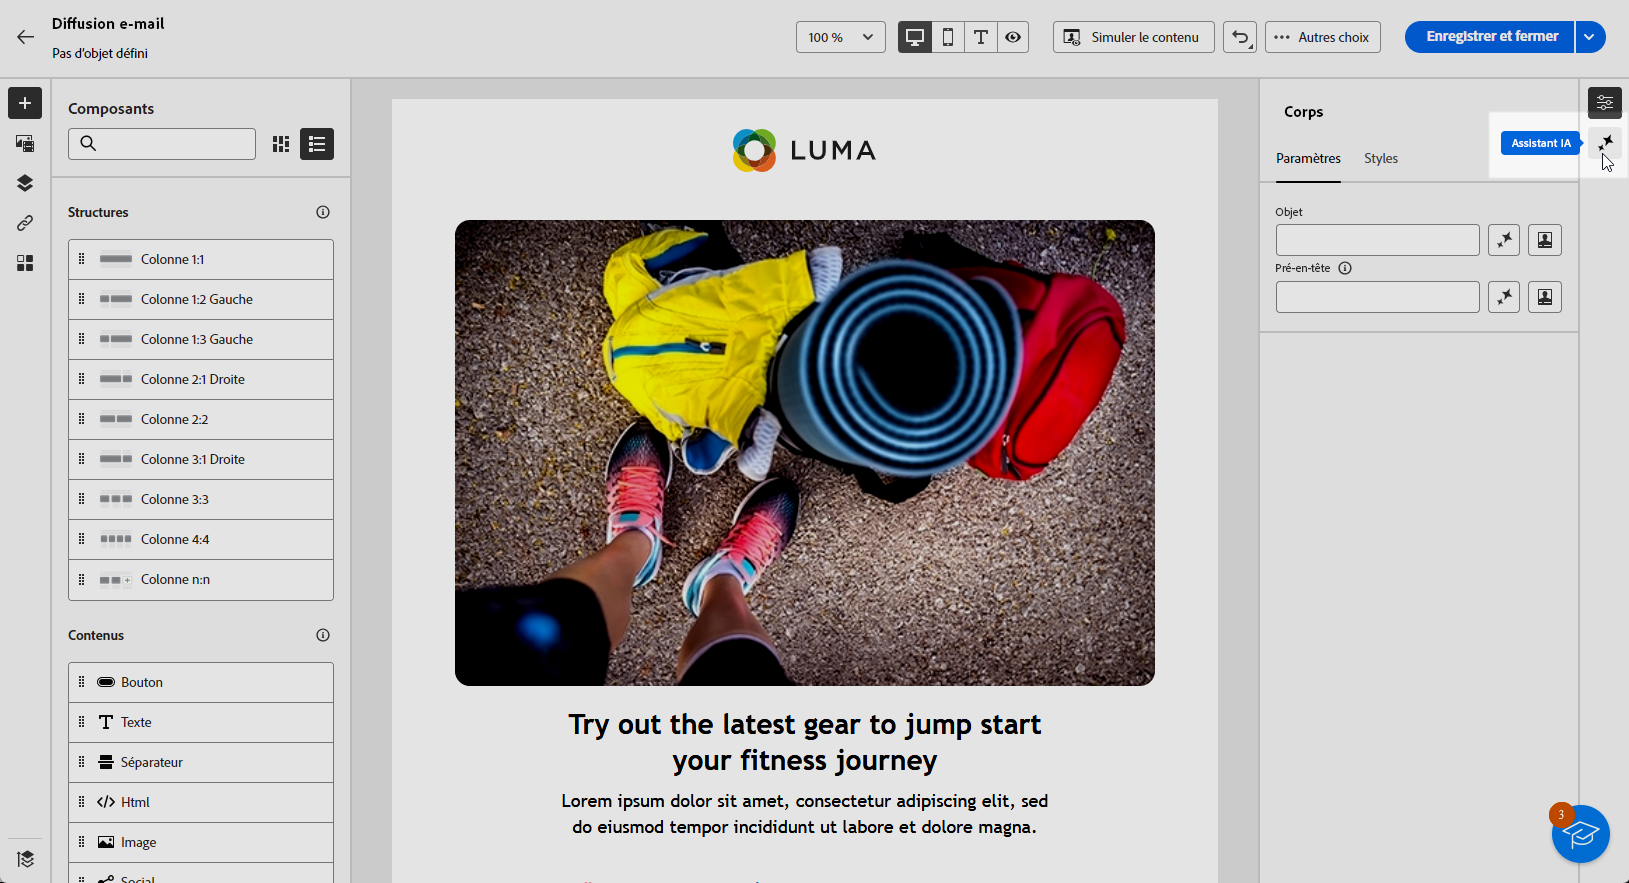 Diffusion e-mail
Pas d'objet défini
100 %
Simuler le contenu
Autres choix
Enregistrer et fermer
Composants
Structures
Colonne 1:1
Colonne 1:2 Gauche
Colonne 1:3 Gauche
Colonne 2:1 Droite
Colonne 2:2
Colonne 3:1 Droite
Colonne 3:3
Colonne 4:4
Colonne n:n
Contenus
Bouton
Texte
Séparateur
Html
Image
Social
LUMA
Try out the latest gear to jump start
your fitness journey
Lorem ipsum dolor sit amet, consectetur adipiscing elit, sed
do eiusmod tempor incididunt ut labore et dolore magna.
Corps
Assistant IA
Paramètres
Styles
Objet
Pré-en-tête
3